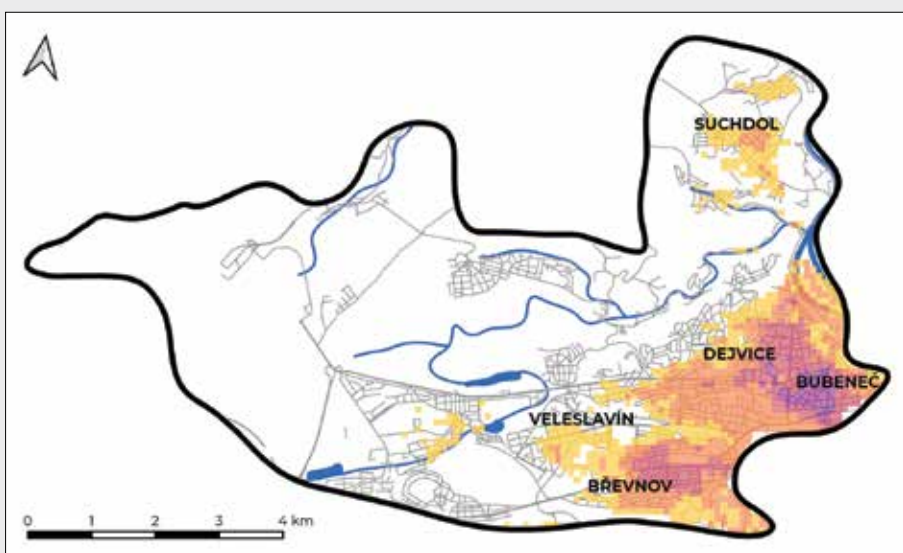 SUCHDOL
DEJVICE
BUBENEČ
VELESLAVÍN
BŘEVNOV
0 1 2 3 4 km